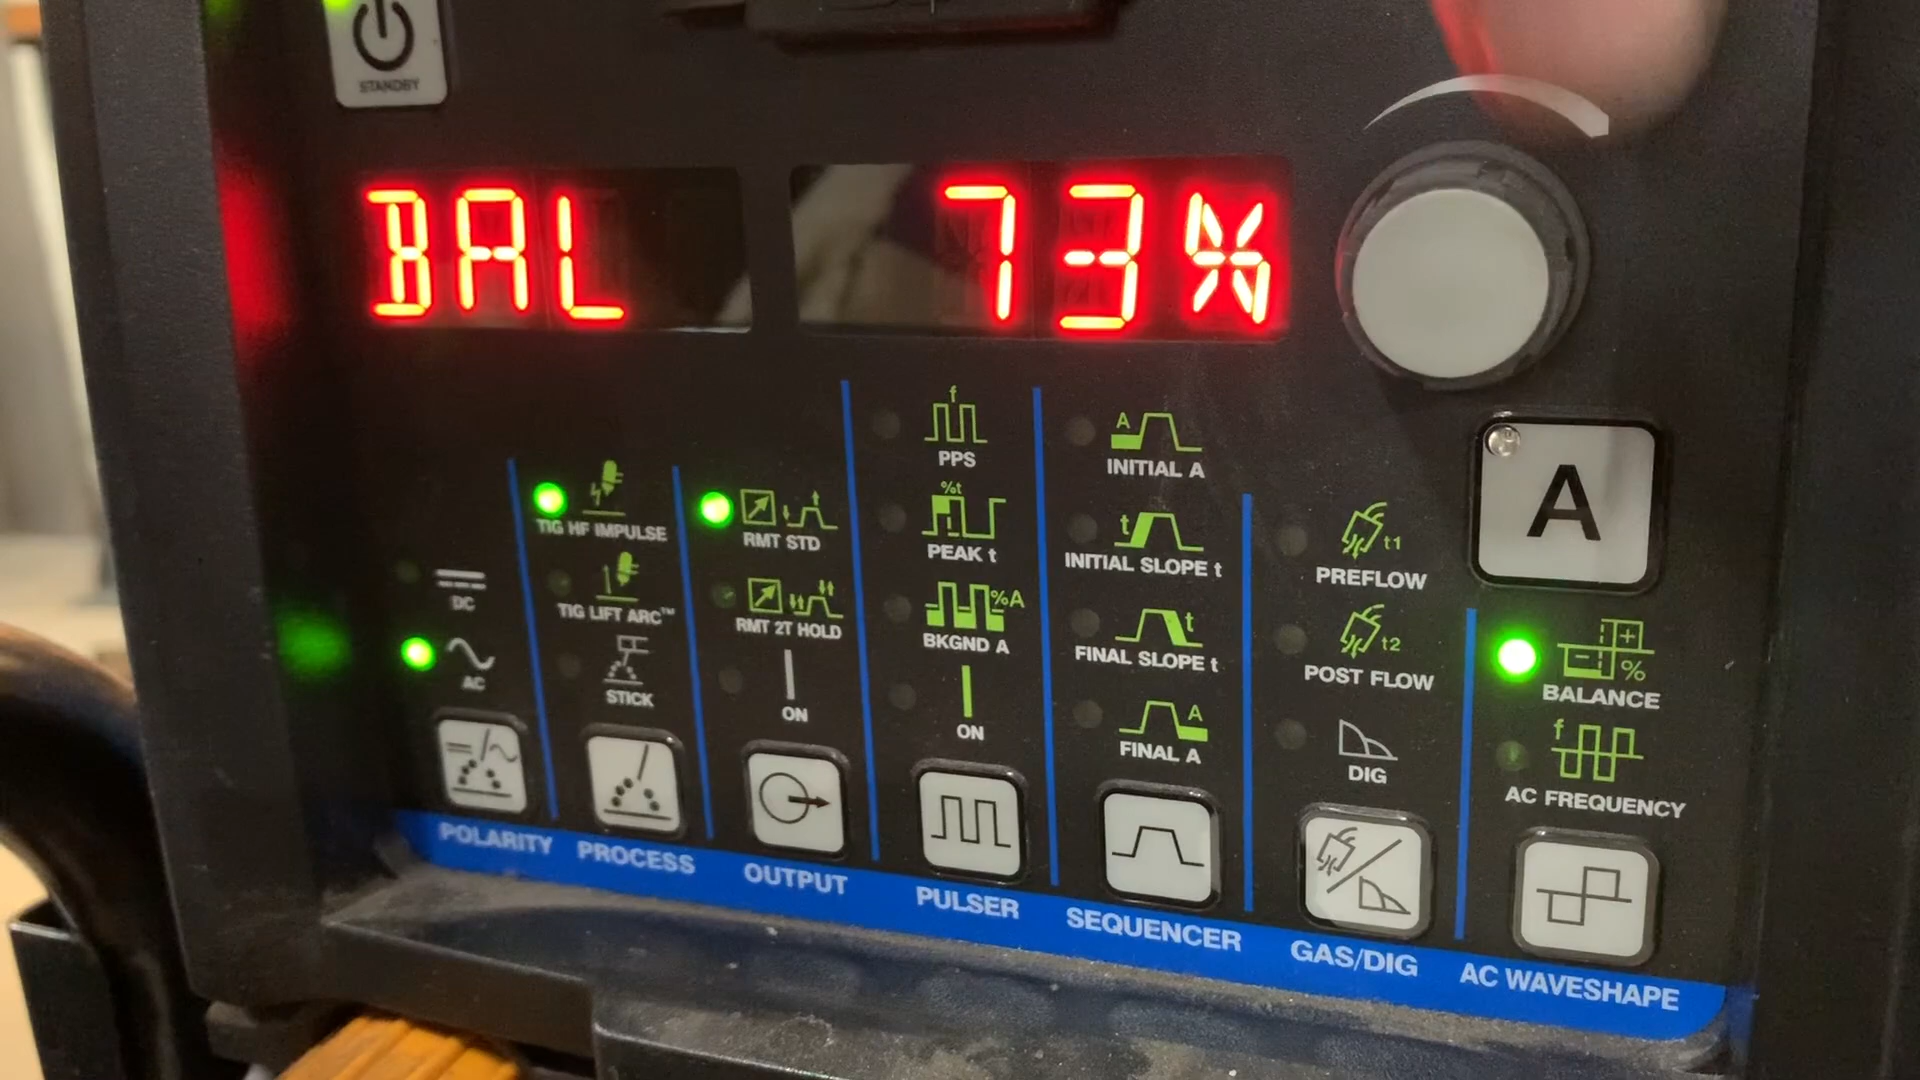 STANDBY
BAL 73%
A
DC
AC
POLARITY
TIG HF IMPULSE
TIG LIFT ARC™
STICK
PROCESS
RMT STD
RMT 2T HOLD
ON
OUTPUT
f
PPS
%t
PEAK t
%A
BKGND A
ON
PULSER
A
INITIAL A
t
INITIAL SLOPE t
t
FINAL SLOPE t
A
FINAL A
SEQUENCER
t1
PREFLOW
t2
POST FLOW
DIG
GAS/DIG
+
- %
BALANCE
f
AC FREQUENCY
AC WAVESHAPE